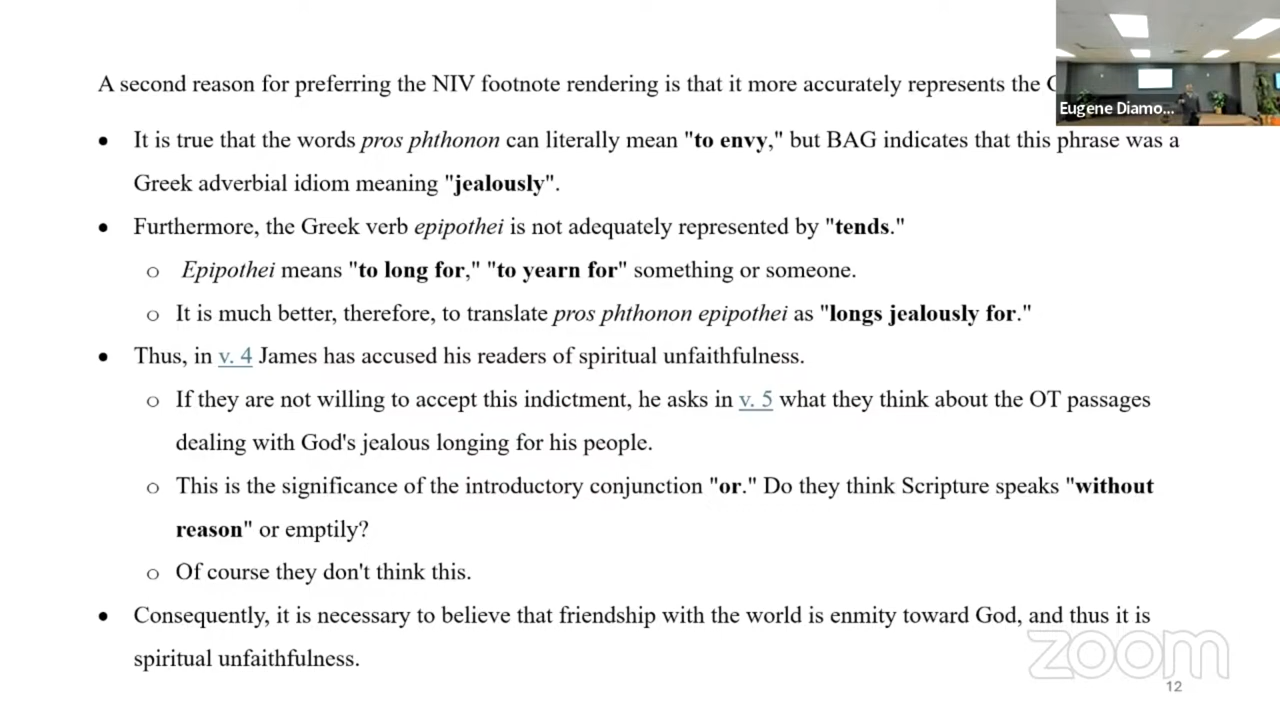 A second reason for preferring the NIV footnote rendering is that it more accurately represents the
Eugene Diamo...
• It is true that the words pros phthonon can literally mean "to envy," but BAG indicates that this phrase was a
Greek adverbial idiom meaning "jealously".
• Furthermore, the Greek verb epipothei is not adequately represented by "tends."
o Epipothei means "to long for," "to yearn for" something or someone.
o It is much better, therefore, to translate pros phthonon epipothei as "longs jealously for."
• Thus, in v. 4 James has accused his readers of spiritual unfaithfulness.
o If they are not willing to accept this indictment, he asks in v. 5 what they think about the OT passages
dealing with God's jealous longing for his people.
o This is the significance of the introductory conjunction "or." Do they think Scripture speaks "without
reason" or emptily?
o Of course they don't think this.
• Consequently, it is necessary to believe that friendship with the world is enmity toward God, and thus it is
spiritual unfaithfulness.
zoom
12